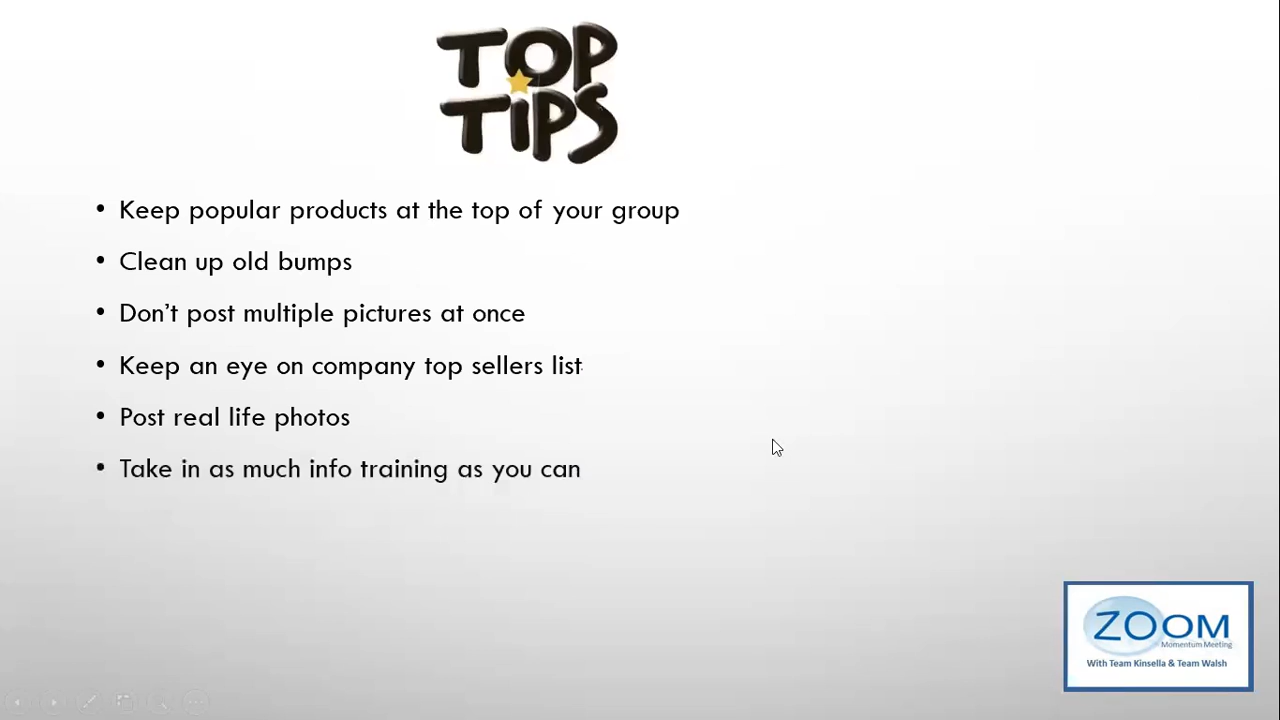 TOP
TiPS
• Keep popular products at the top of your group
• Clean up old bumps
• Don’t post multiple pictures at once
• Keep an eye on company top sellers list
• Post real life photos
• Take in as much info training as you can
ZOOM
Momentum Meeting
With Team Kinsella & Team Walsh